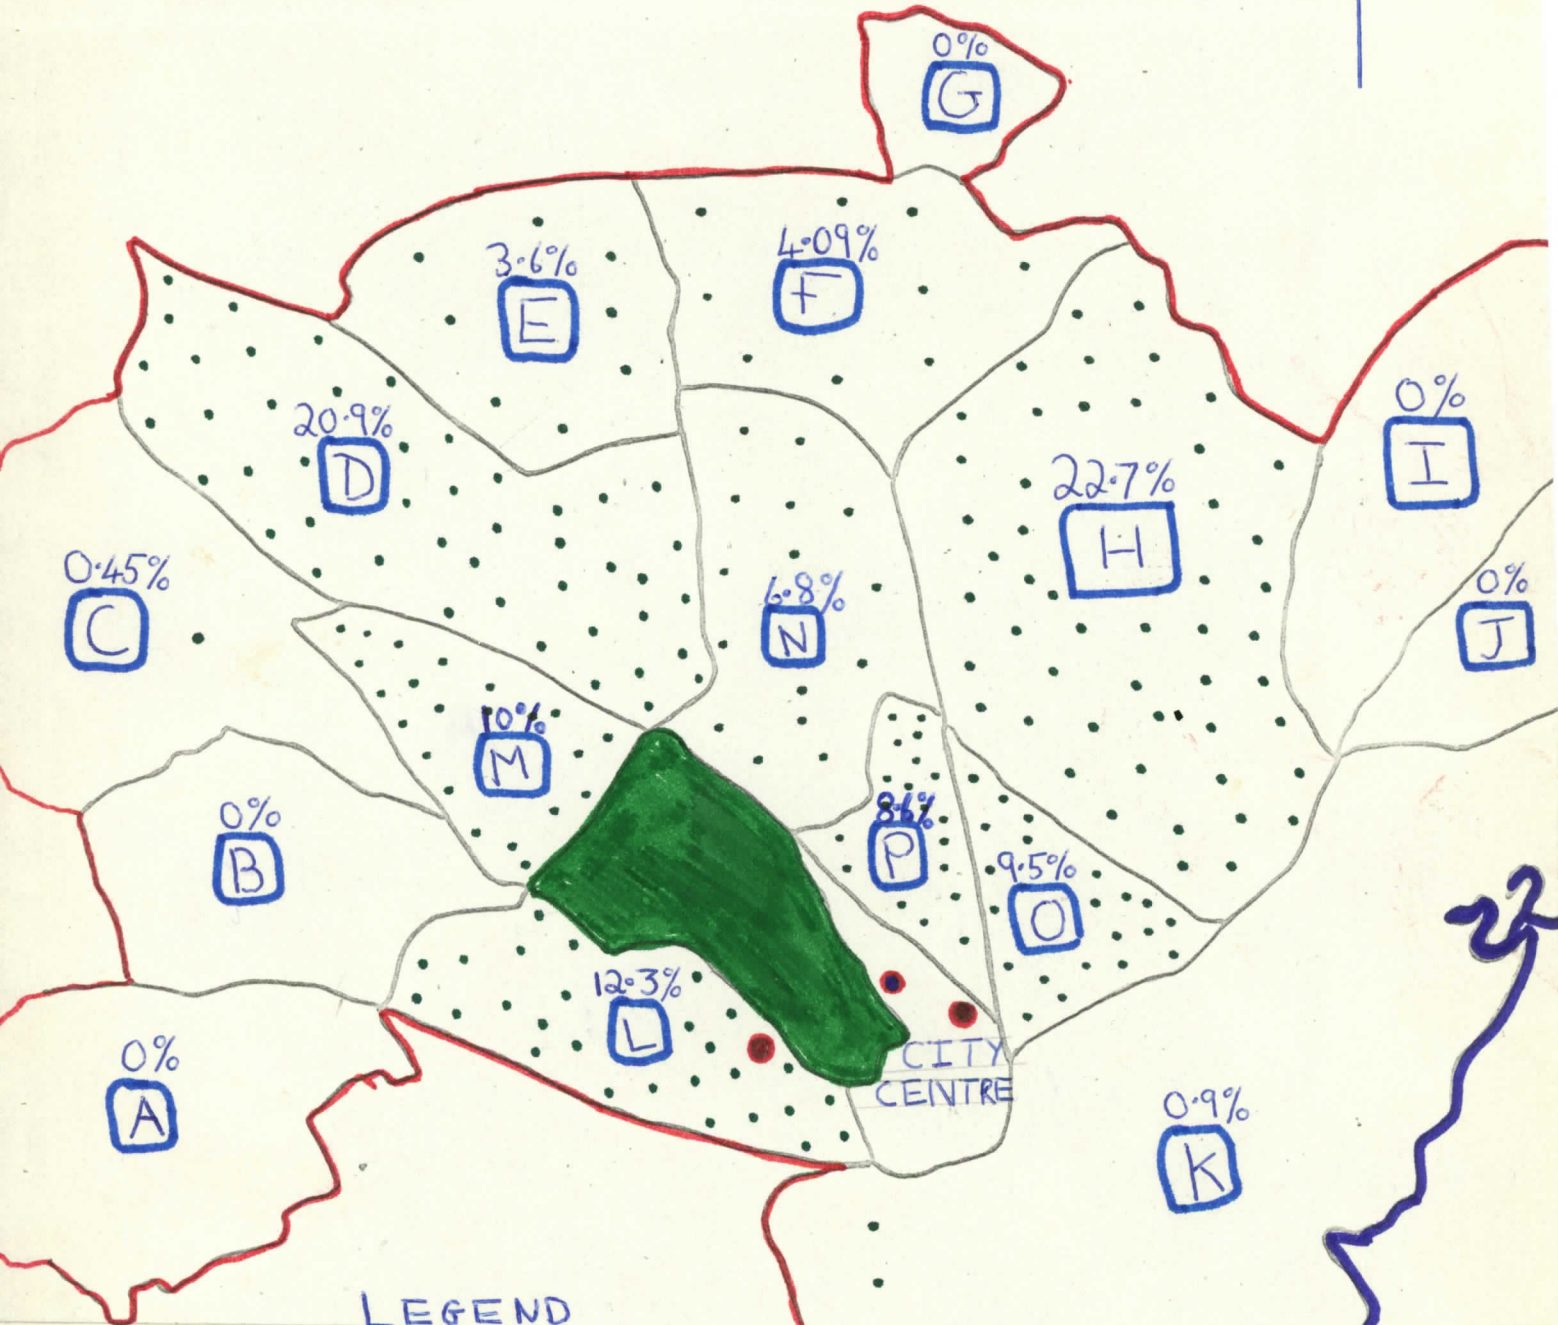 0%
G
3.6%
E
4.09%
F
20.9%
D
0%
I
22.7%
H
0.45%
C
6.8%
N
0%
J
10%
M
0%
B
8.6%
P
9.5%
O
12.3%
L
0%
A
CITY
CENTRE
0.9%
K
LEGEND